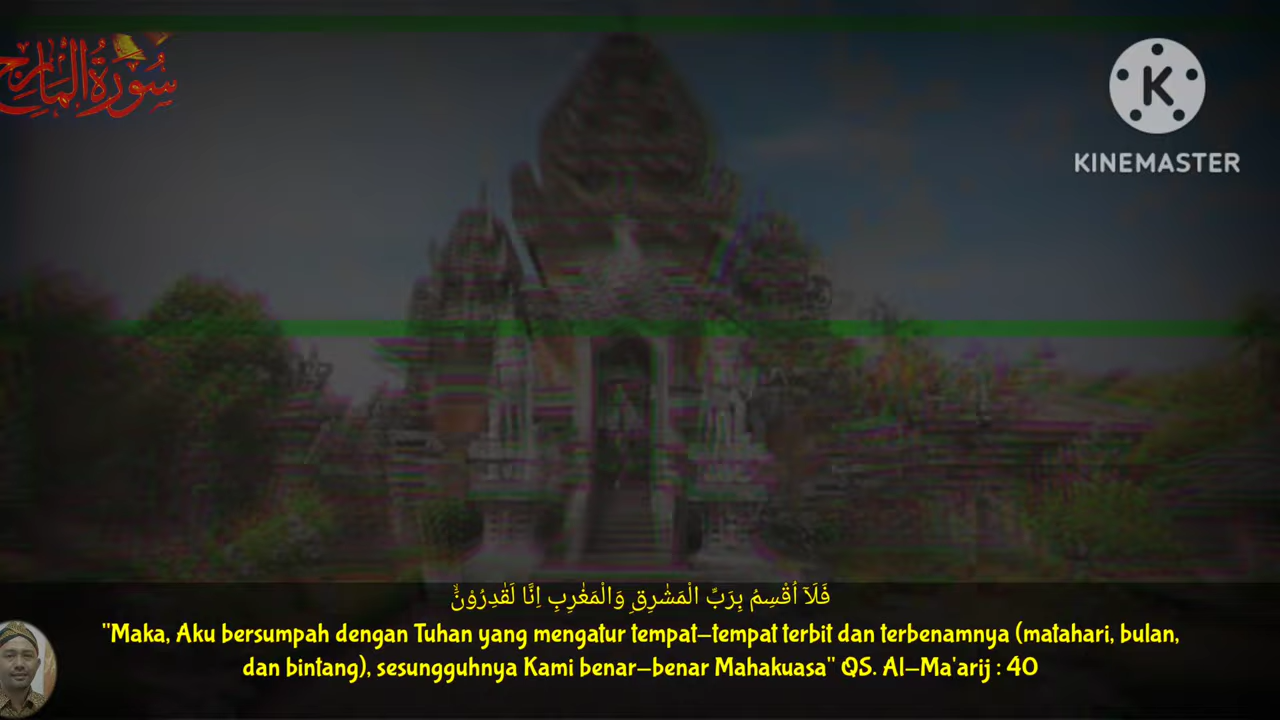 سُورَةُ المَعَارِج
KINEMASTER
فَلَآ اُقْسِمُ بِرَبِّ الْمَشٰرِقِ وَالْمَغٰرِبِ اِنَّا لَقٰدِرُوْنَۙ
"Maka, Aku bersumpah dengan Tuhan yang mengatur tempat-tempat terbit dan terbenamnya (matahari, bulan,
dan bintang), sesungguhnya Kami benar-benar Mahakuasa" QS. Al-Ma'arij : 40